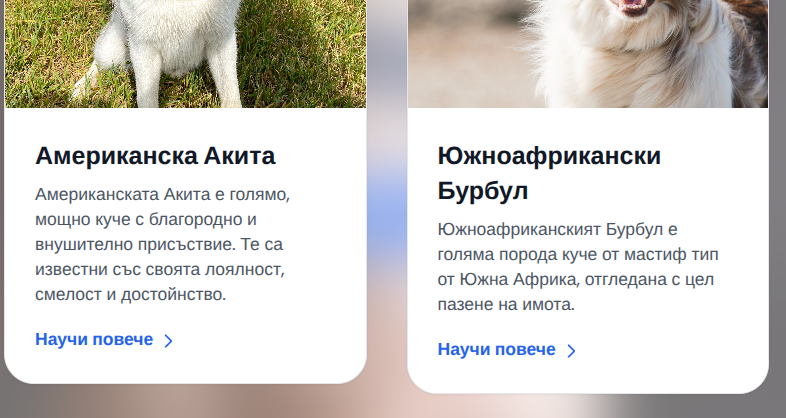 Американска Акита
Американската Акита е голямо,
мощно куче с благородно и
внушително присъствие. Те са
известни със своята лоялност,
смелост и достойнство.
Научи повече
Южноафрикански
Бурбул
Южноафриканският Бурбул е
голяма порода куче от мастиф тип
от Южна Африка, отгледана с цел
пазене на имота.
Научи повече